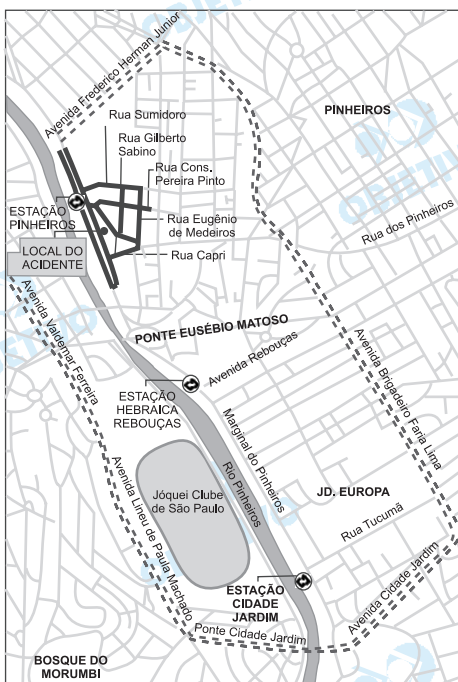 Avenida Frederico Herman Junior
PINHEIROS
Rua Sumidoro
Rua Gilberto
Sabino
Rua Cons.
Pereira Pinto
ESTAÇÃO
PINHEIROS
Rua Eugênio
de Medeiros
Rua dos Pinheiros
LOCAL DO
ACIDENTE
Rua Capri
Avenida Valdemar Ferreira
PONTE EUSÉBIO MATOSO
Avenida Rebouças
Avenida Brigadeiro Faria Lima
ESTAÇÃO
HEBRAICA
REBOUÇAS
Marginal do Pinheiros
Rio Pinheiros
Avenida Lineu de Paula Machado
Jóquei Clube
de São Paulo
JD. EUROPA
Rua Tucumã
ESTAÇÃO
CIDADE
JARDIM
Avenida Cidade Jardim
Ponte Cidade Jardim
BOSQUE DO
MORUMBI
OBJETIVO
OBJETIVO